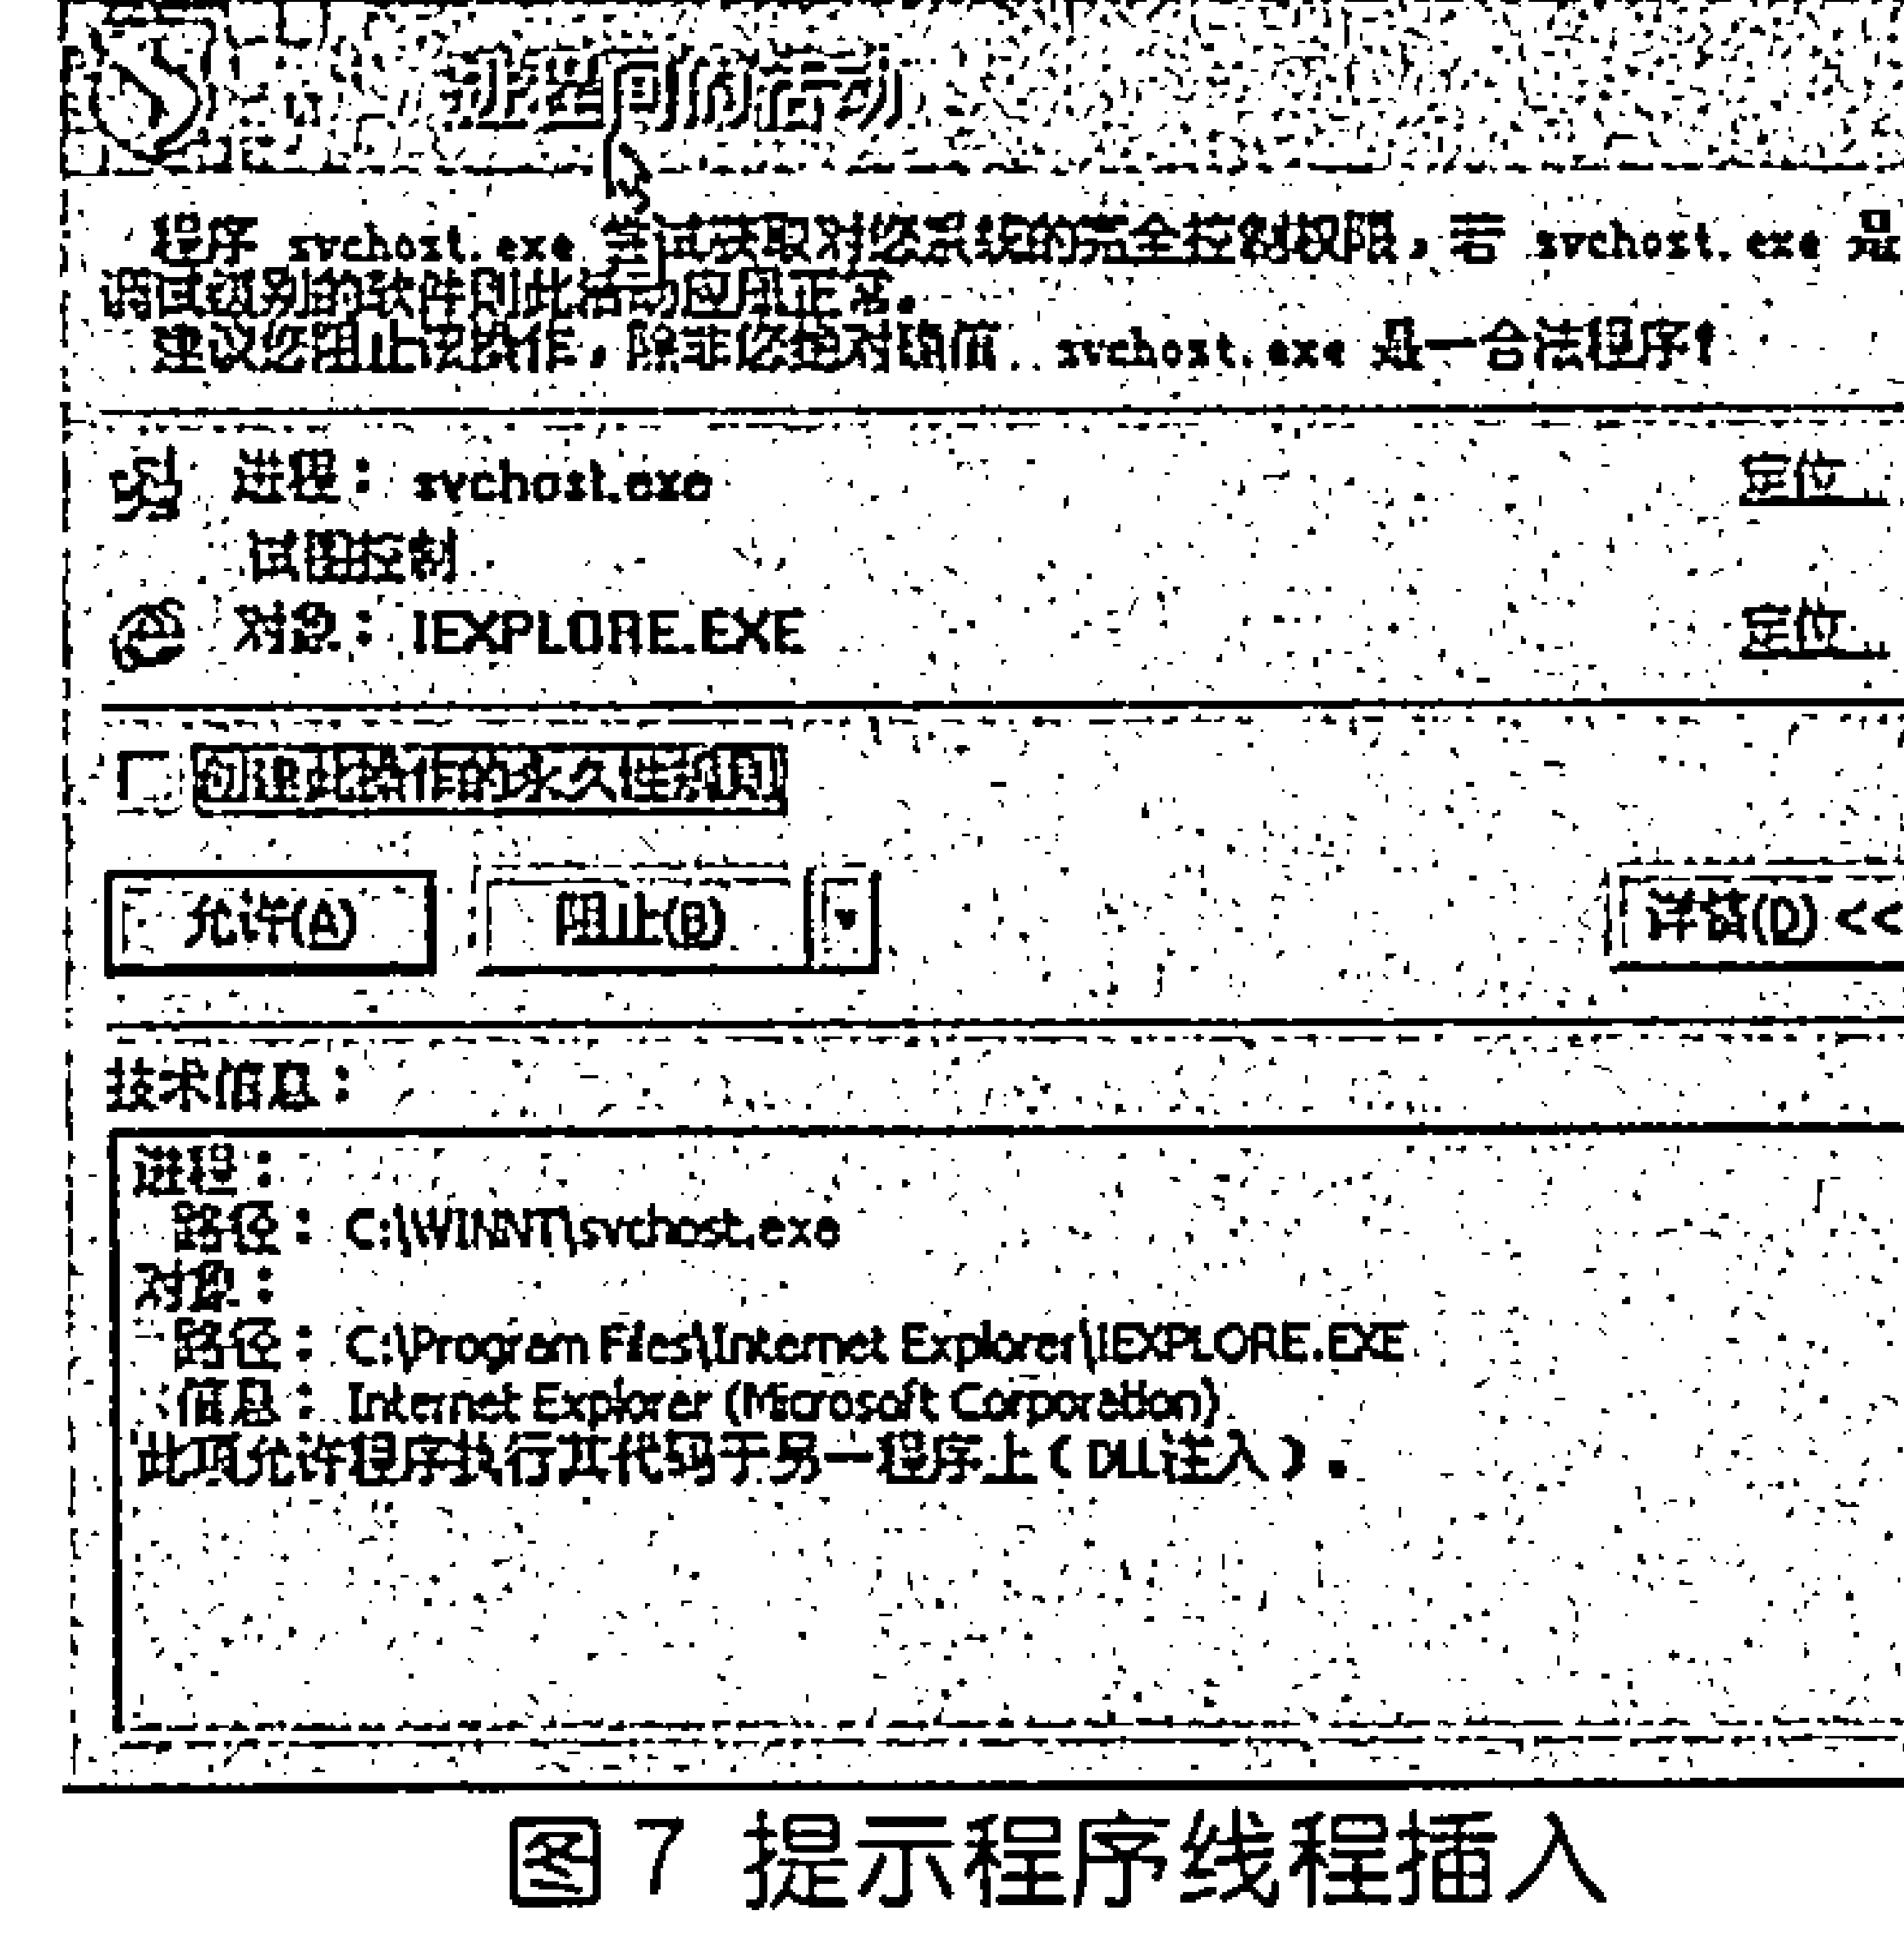 进程间的活动
程序 svchost.exe 尝试获取对您系统的完全控制权限，若 svchost.exe 是
调试级别的软件则此活动应属正常。
建议您阻止该操作，除非您绝对确信 svchost.exe 是一合法程序！
进程： svchost.exe 定位...
试图控制
对象： IEXPLORE.EXE 定位...
创建此操作的永久性规则
允许(A) 阻止(B) 详情(D) <<
技术信息：
进程：
路径： C:\WINNT\svchost.exe
对象：
路径： C:\Program Files\Internet Explorer\IEXPLORE.EXE
信息： Internet Explorer (Microsoft Corporation)
此项允许程序执行其代码于另一程序上(DLL注入)。
图7 提示程序线程插入